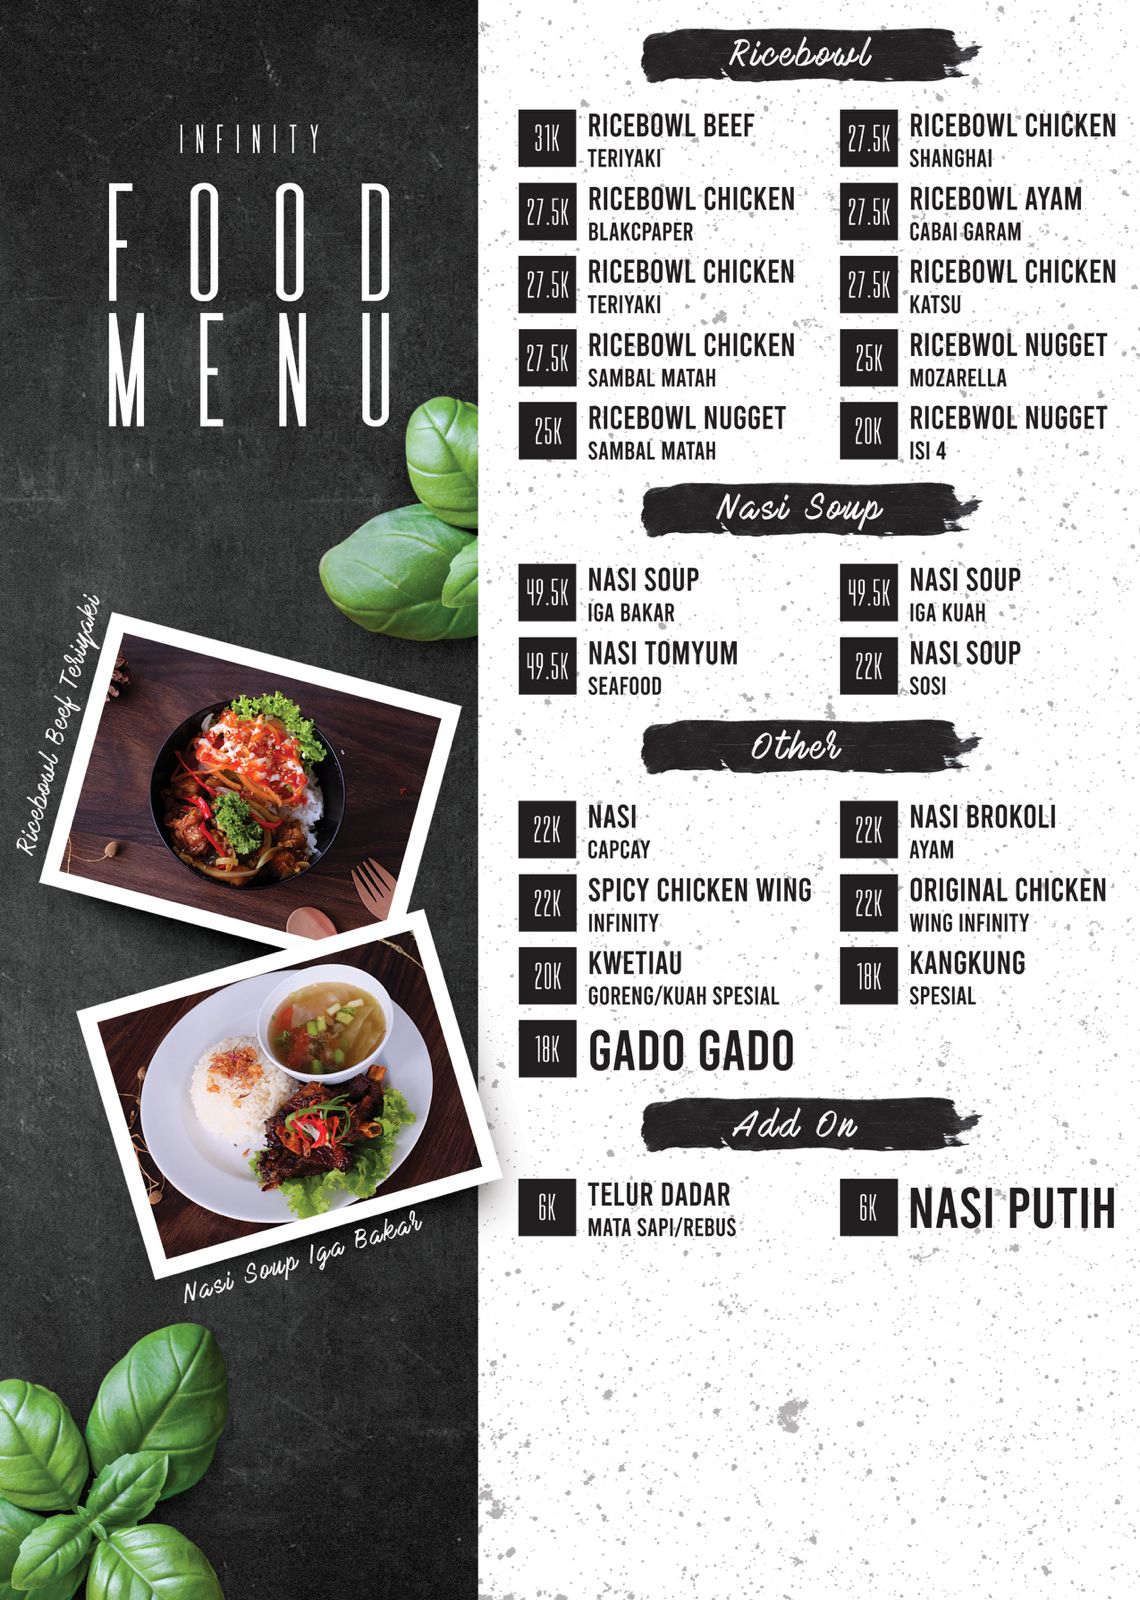 INFINITY
FOOD
MENU
Ricebowl Beef Teriyaki
Nasi Soup Iga Bakar
Ricebowl
31K RICEBOWL BEEF
TERIYAKI
27.5K RICEBOWL CHICKEN
SHANGHAI
27.5K RICEBOWL CHICKEN
BLAKCPAPER
27.5K RICEBOWL AYAM
CABAI GARAM
27.5K RICEBOWL CHICKEN
TERIYAKI
27.5K RICEBOWL CHICKEN
KATSU
27.5K RICEBOWL CHICKEN
SAMBAL MATAH
25K RICEBWOL NUGGET
MOZARELLA
25K RICEBOWL NUGGET
SAMBAL MATAH
20K RICEBWOL NUGGET
ISI 4
Nasi Soup
49.5K NASI SOUP
IGA BAKAR
49.5K NASI SOUP
IGA KUAH
49.5K NASI TOMYUM
SEAFOOD
22K NASI SOUP
SOSI
Other
22K NASI
CAPCAY
22K NASI BROKOLI
AYAM
22K SPICY CHICKEN WING
INFINITY
22K ORIGINAL CHICKEN
WING INFINITY
20K KWETIAU
GORENG/KUAH SPESIAL
18K KANGKUNG
SPESIAL
18K GADO GADO
Add On
6K TELUR DADAR
MATA SAPI/REBUS
6K NASI PUTIH